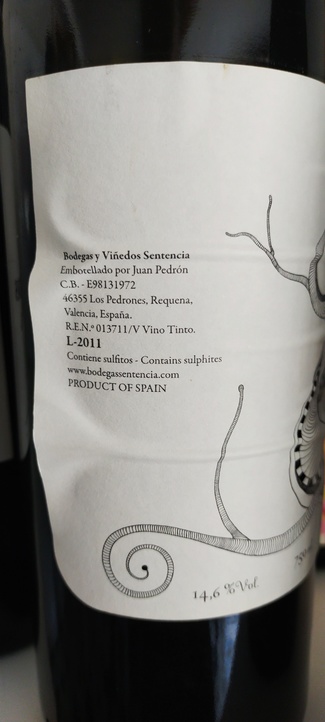 Bodegas y Viñedos Sentencia
Embotellado por Juan Pedrón
C.B. - E98131972
46355 Los Pedrones, Requena,
Valencia, España.
R.E.N.º 013711/V Vino Tinto.
L-2011
Contiene sulfitos - Contains sulphites
www.bodegassentencia.com
PRODUCT OF SPAIN
14,6 %Vol.